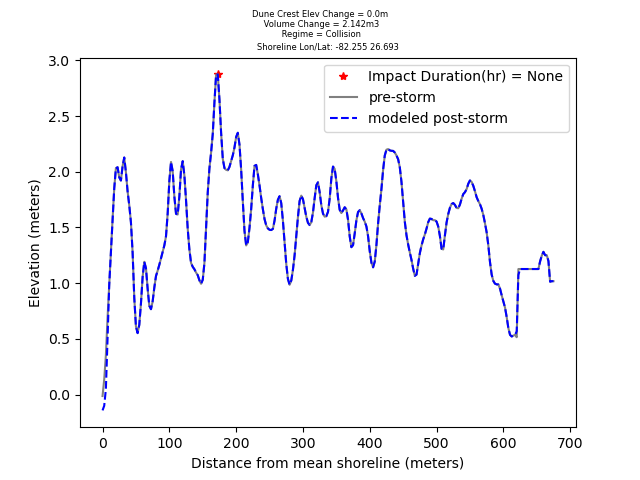 Dune Crest Elev Change = 0.0m
Volume Change = 2.142m3
Regime = Collision
Shoreline Lon/Lat: -82.255 26.693
Impact Duration(hr) = None
pre-storm
modeled post-storm
3.0
2.5
2.0
1.5
1.0
0.5
0.0
Elevation (meters)
0 100 200 300 400 500 600 700
Distance from mean shoreline (meters)